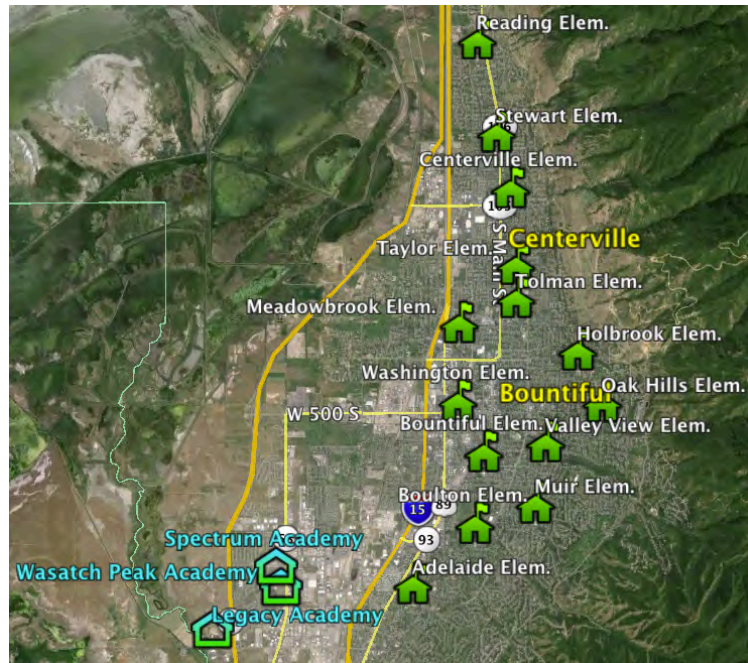 Reading Elem.
Stewart Elem.
Centerville Elem.
S Main St
Taylor Elem.
Centerville
Tolman Elem.
Meadowbrook Elem.
Holbrook Elem.
Washington Elem.
Bountiful
Oak Hills Elem.
W 500 S
Bountiful Elem.
Valley View Elem.
Muir Elem.
Boulton Elem.
89
15
93
Spectrum Academy
Wasatch Peak Academy
Adelaide Elem.
Legacy Academy